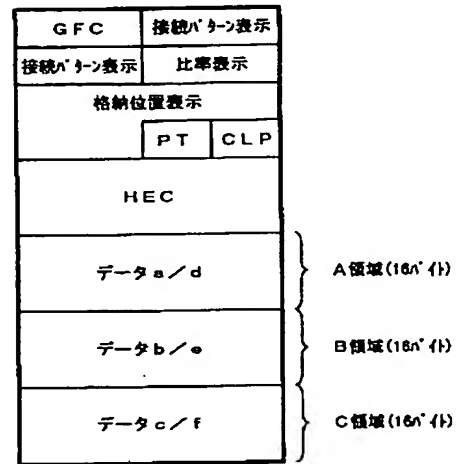 GFC 接続パターン表示
接続パターン表示 比率表示
格納位置表示
PT CLP
HEC
データa/d A領域(16バイト)
データb/e B領域(16バイト)
データc/f C領域(16バイト)